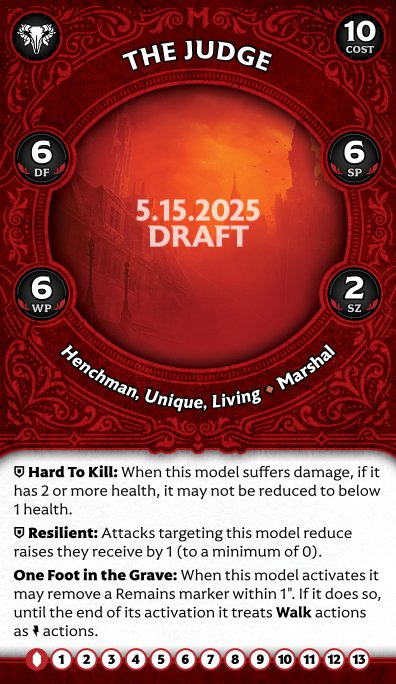 THE JUDGE
10
COST
6
DF
6
SP
5.15.2025
DRAFT
6
WP
2
SZ
Henchman, Unique, Living ♦ Marshal
Hard To Kill: When this model suffers damage, if it
has 2 or more health, it may not be reduced to below
1 health.
Resilient: Attacks targeting this model reduce
raises they receive by 1 (to a minimum of 0).
One Foot in the Grave: When this model activates it
may remove a Remains marker within 1". If it does so,
until the end of its activation it treats Walk actions
as actions.
1 2 3 4 5 6 7 8 9 10 11 12 13